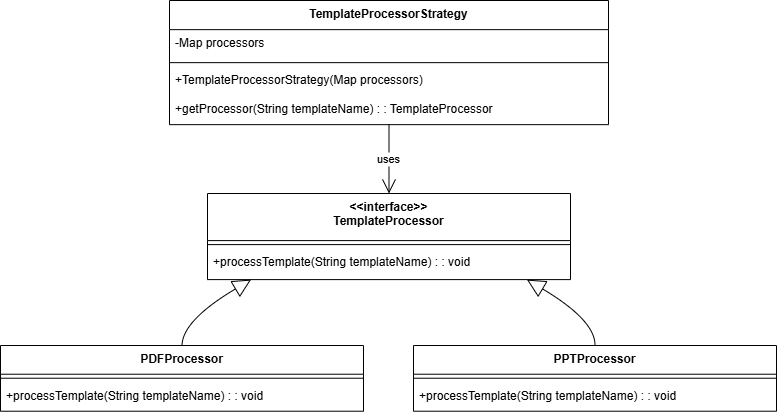 TemplateProcessorStrategy
-Map processors
+TemplateProcessorStrategy(Map processors)
+getProcessor(String templateName) : : TemplateProcessor
uses
<<interface>>
TemplateProcessor
+processTemplate(String templateName) : : void
PDFProcessor
+processTemplate(String templateName) : : void
PPTProcessor
+processTemplate(String templateName) : : void